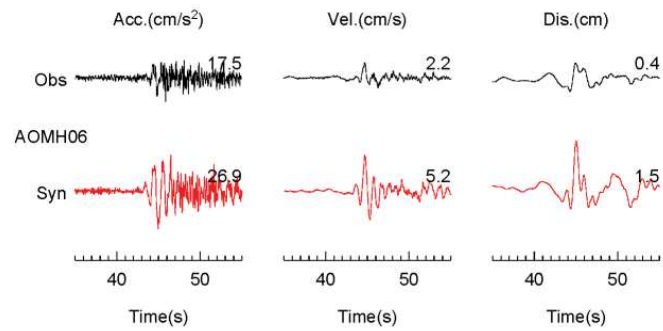 Acc.(cm/s²) Vel.(cm/s) Dis.(cm)
Obs 17.5 2.2 0.4
AOMH06
Syn 26.9 5.2 1.5
40 50 40 50 40 50
Time(s) Time(s) Time(s)